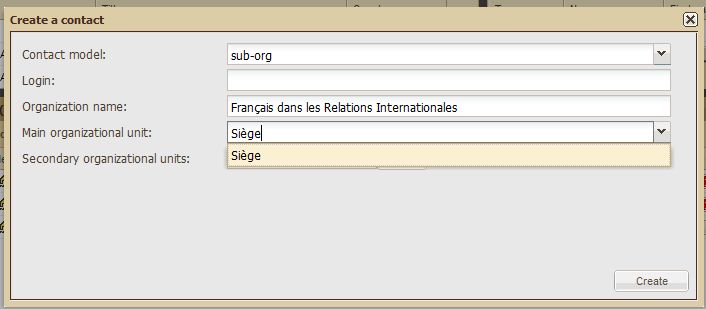 Create a contact
Contact model: sub-org
Login:
Organization name: Français dans les Relations Internationales
Main organizational unit: Siège
Siège
Secondary organizational units:
Create